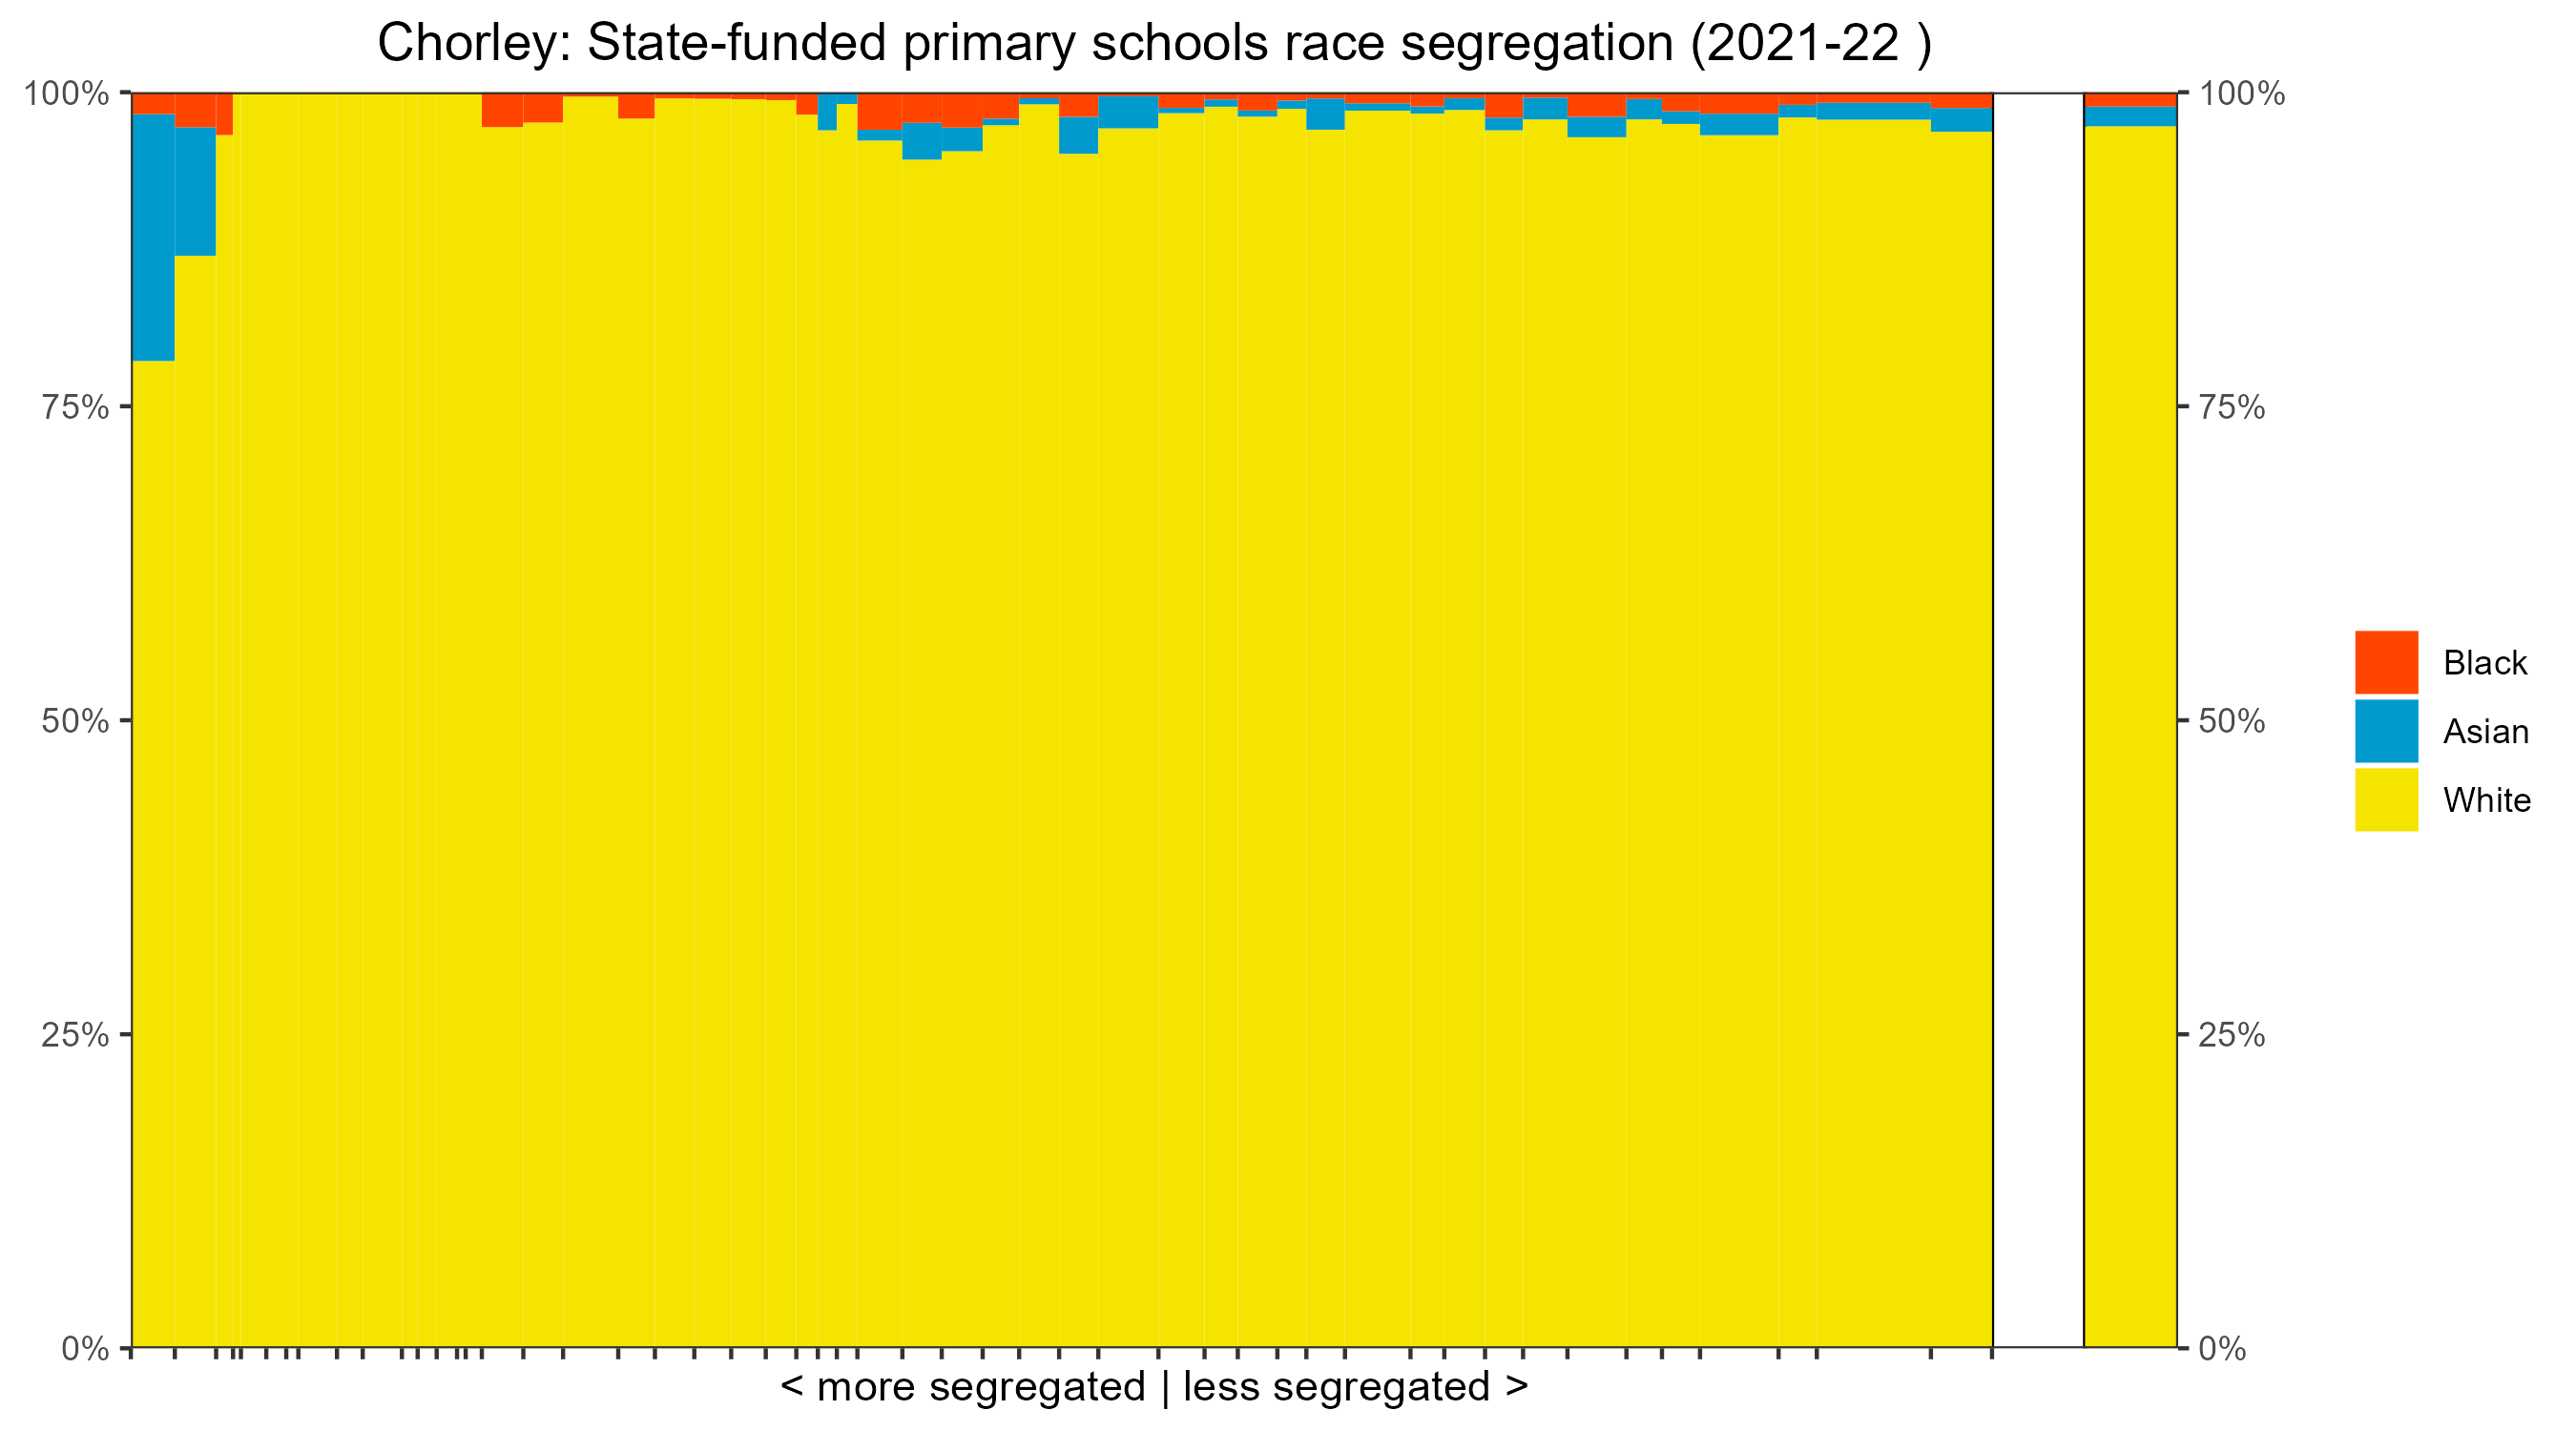 Chorley: State-funded primary schools race segregation (2021-22 )
100%
75%
50%
25%
0%
100%
75%
50%
25%
0%
Black
Asian
White
< more segregated | less segregated >